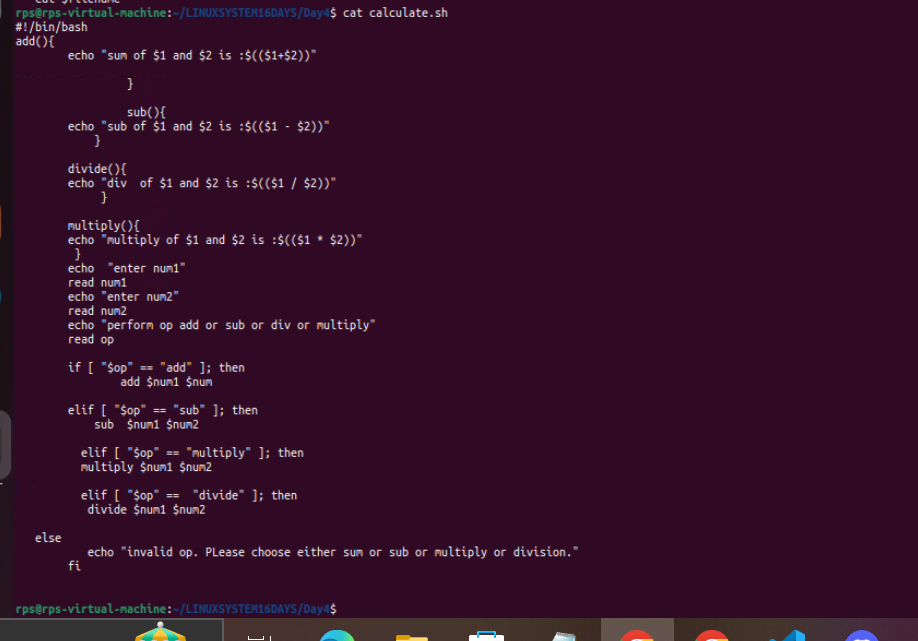 rps@rps-virtual-machine:~/LINUXSYSTEM16DAYS/Day4$ cat calculate.sh
#!/bin/bash
add(){
        echo "sum of $1 and $2 is :$(($1+$2))"
                 }
                 sub(){
        echo "sub of $1 and $2 is :$(($1 - $2))"
            }
        divide(){
        echo "div  of $1 and $2 is :$(($1 / $2))"
             }
        multiply(){
        echo "multiply of $1 and $2 is :$(($1 * $2))"
         }
        echo  "enter num1"
        read num1
        echo "enter num2"
        read num2
        echo "perform op add or sub or div or multiply"
        read op
        if [ "$op" == "add" ]; then
                add $num1 $num
        elif [ "$op" == "sub" ]; then
            sub  $num1 $num2
          elif [ "$op" == "multiply" ]; then
          multiply $num1 $num2
          elif [ "$op" ==  "divide" ]; then
           divide $num1 $num2
   else
           echo "invalid op. PLease choose either sum or sub or multiply or division."
        fi
rps@rps-virtual-machine:~/LINUXSYSTEM16DAYS/Day4$